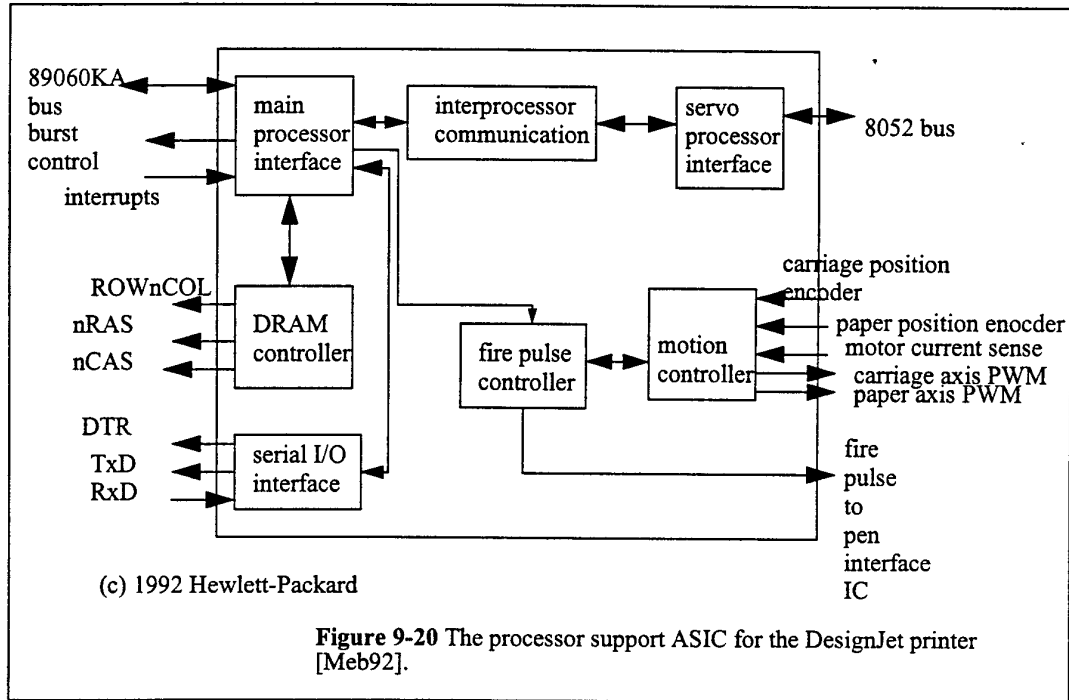 89060KA
bus
burst
control
interrupts
main
processor
interface
interprocessor
communication
servo
processor
interface
8052 bus
ROWnCOL
nRAS
nCAS
DRAM
controller
fire pulse
controller
motion
controller
carriage position
encoder
paper position enocder
motor current sense
carriage axis PWM
paper axis PWM
DTR
TxD
RxD
serial I/O
interface
fire
pulse
to
pen
interface
IC
(c) 1992 Hewlett-Packard
Figure 9-20 The processor support ASIC for the DesignJet printer
[Meb92].